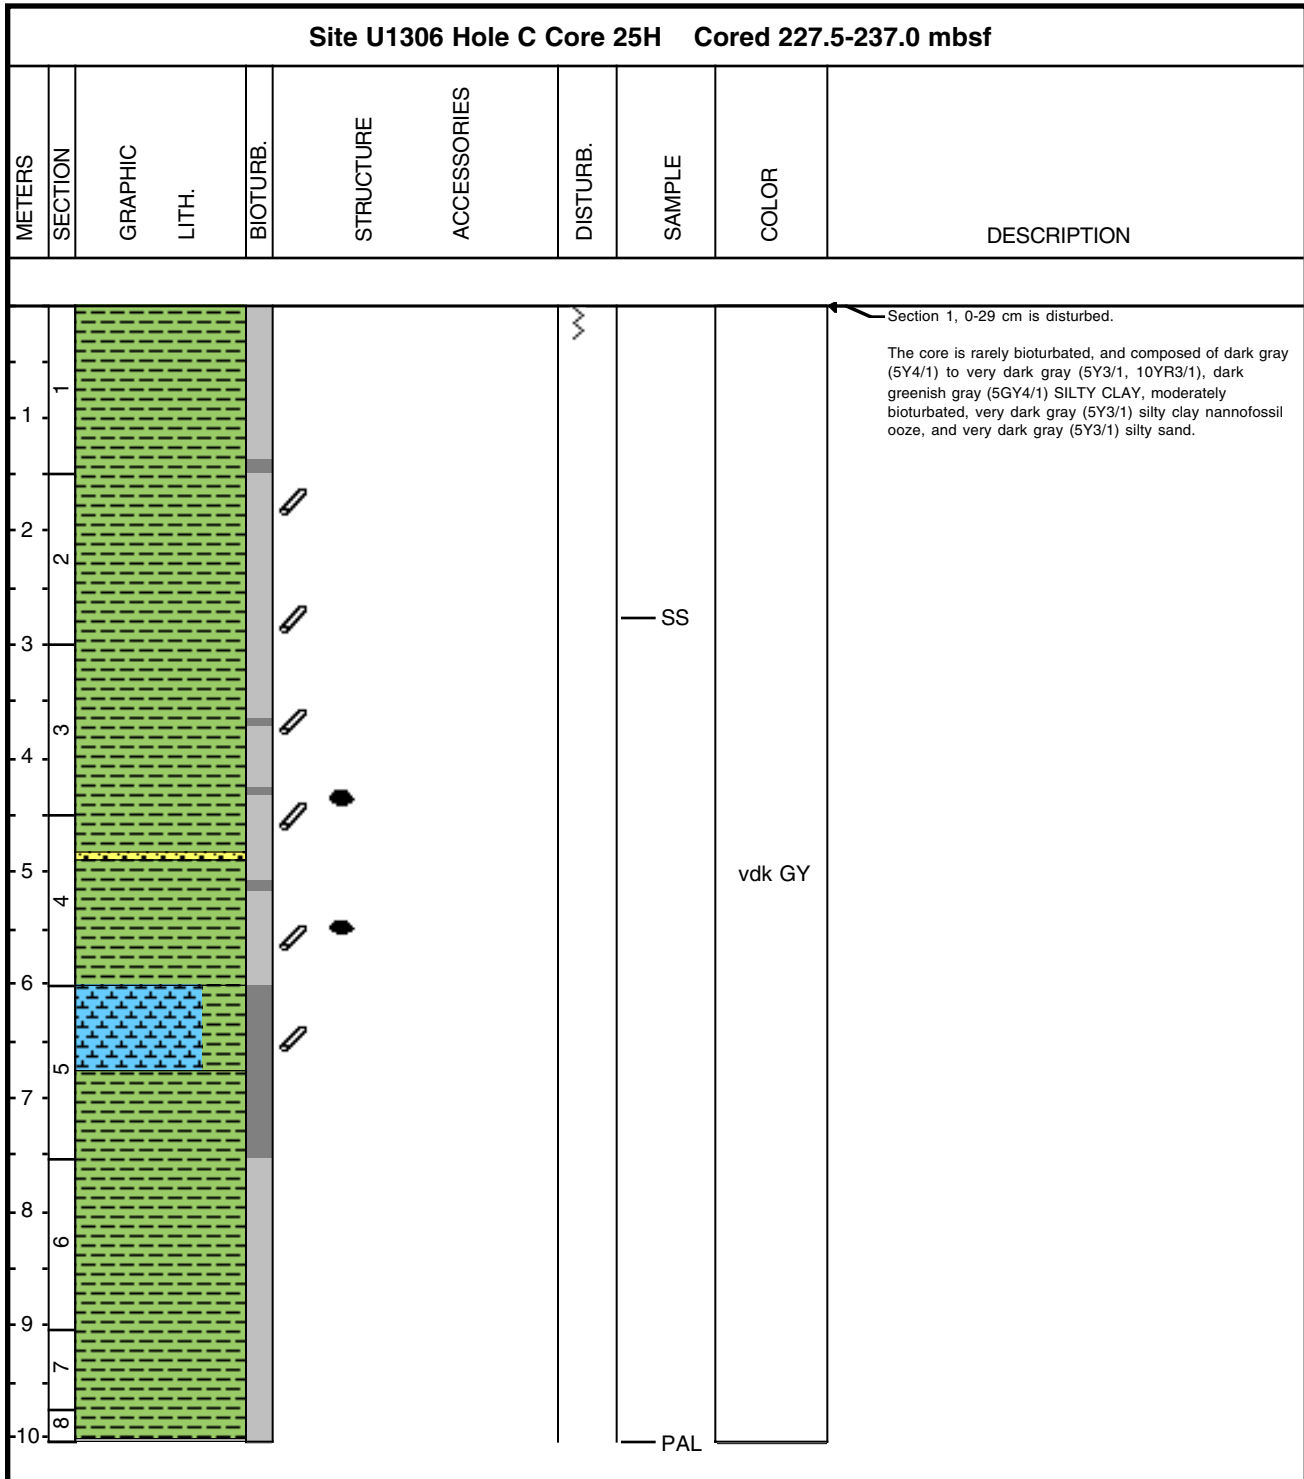 Site U1306 Hole C Core 25H Cored 227.5-237.0 mbsf
METERS
SECTION
GRAPHIC
LITH.
BIOTURB.
STRUCTURE
ACCESSORIES
DISTURB.
SAMPLE
COLOR
DESCRIPTION
Section 1, 0-29 cm is disturbed.
The core is rarely bioturbated, and composed of dark gray
(5Y4/1) to very dark gray (5Y3/1, 10YR3/1), dark
greenish gray (5GY4/1) SILTY CLAY, moderately
bioturbated, very dark gray (5Y3/1) silty clay nannofossil
ooze, and very dark gray (5Y3/1) silty sand.
1
1
2
2
SS
3
3
4
5
vdk GY
4
6
5
7
8
6
9
7
8
10
PAL